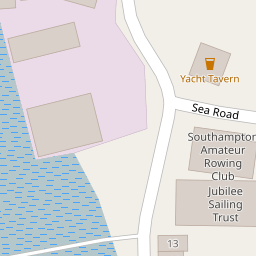 Yacht Tavern
Sea Road
Southampton
Amateur
Rowing
Club
Jubilee
Sailing
Trust
13